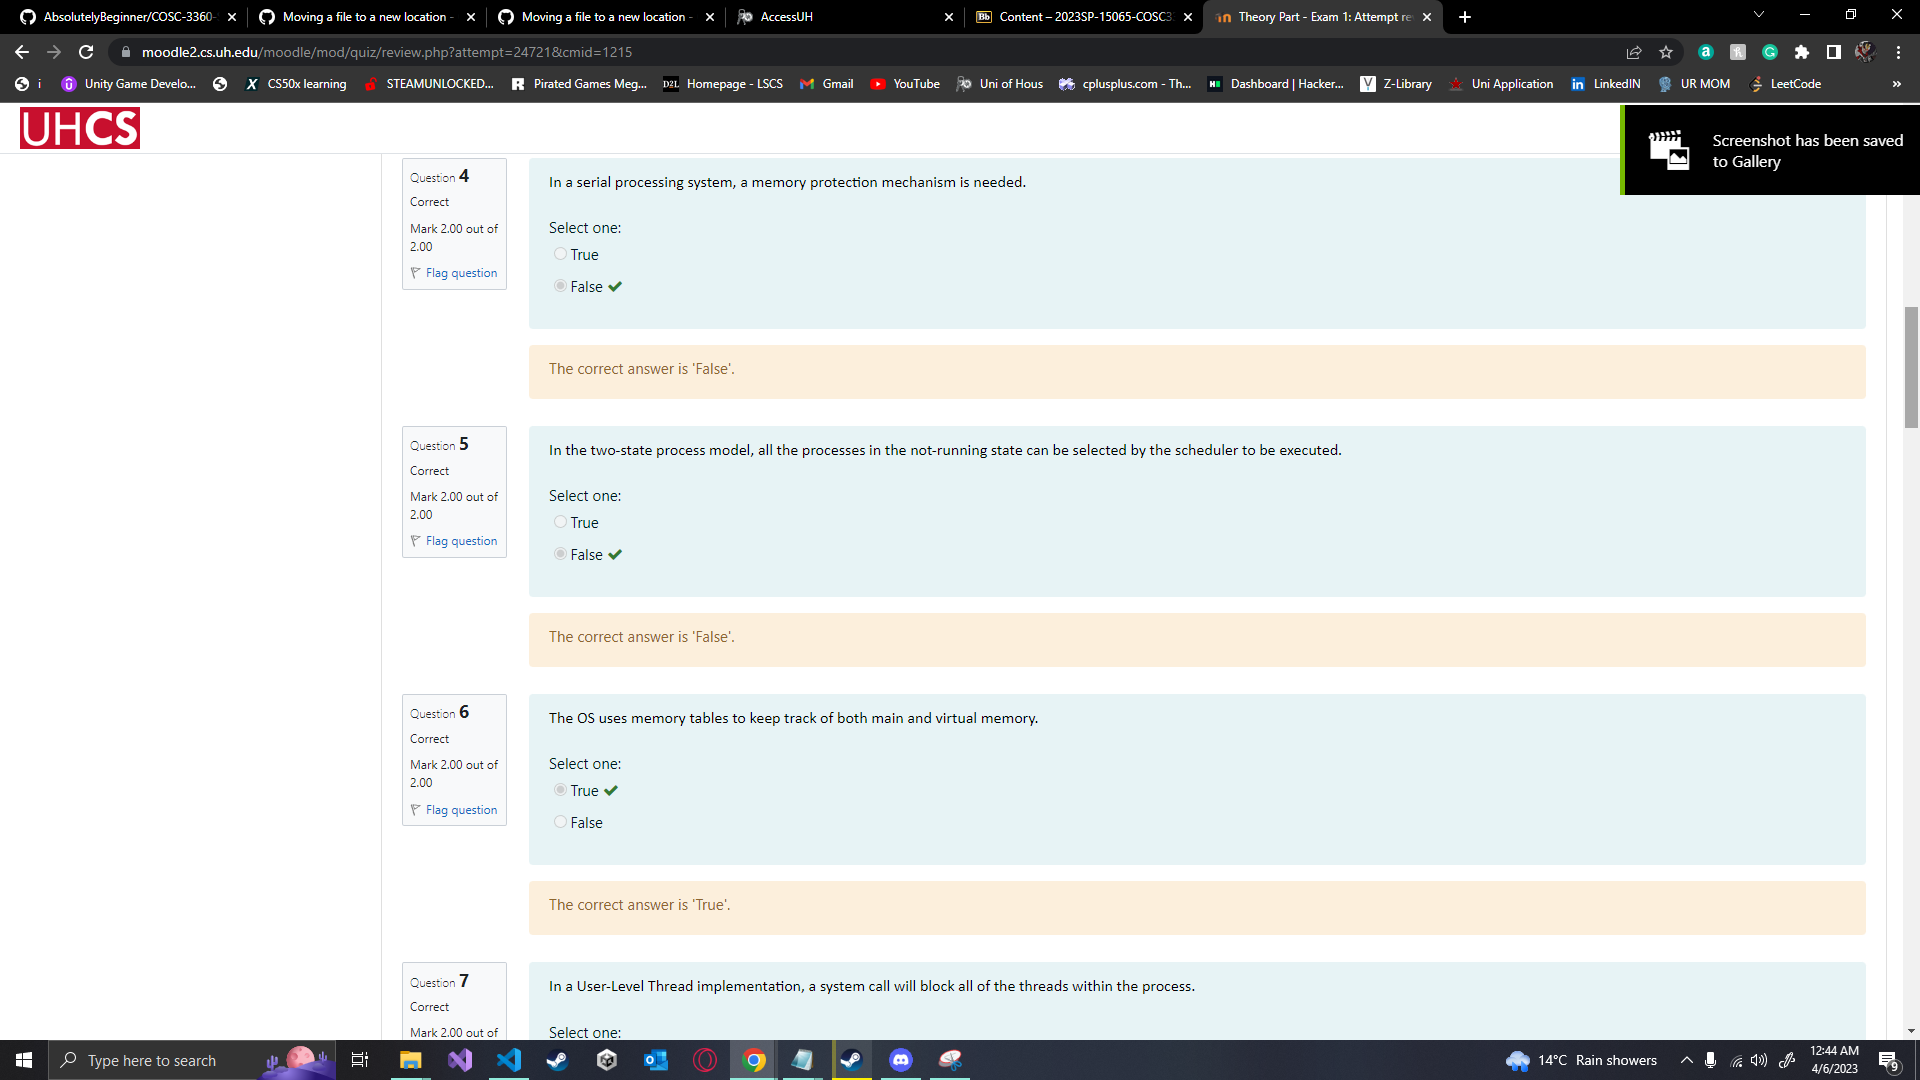 AbsolutelyBeginner/COSC-3360-
Moving a file to a new location -
Moving a file to a new location -
AccessUH
Content – 2023SP-15065-COSC3
Theory Part - Exam 1: Attempt re
moodle2.cs.uh.edu/moodle/mod/quiz/review.php?attempt=24721&cmid=1215
i
Unity Game Develo...
CS50x learning
STEAMUNLOCKED...
Pirated Games Meg...
Homepage - LSCS
Gmail
YouTube
Uni of Hous
cplusplus.com - Th...
Dashboard | Hacker...
Z-Library
Uni Application
LinkedIN
UR MOM
LeetCode
»
UHCS
Screenshot has been saved
to Gallery
Question 4
Correct
Mark 2.00 out of
2.00
Flag question
In a serial processing system, a memory protection mechanism is needed.
Select one:
True
False
The correct answer is 'False'.
Question 5
Correct
Mark 2.00 out of
2.00
Flag question
In the two-state process model, all the processes in the not-running state can be selected by the scheduler to be executed.
Select one:
True
False
The correct answer is 'False'.
Question 6
Correct
Mark 2.00 out of
2.00
Flag question
The OS uses memory tables to keep track of both main and virtual memory.
Select one:
True
False
The correct answer is 'True'.
Question 7
Correct
Mark 2.00 out of
In a User-Level Thread implementation, a system call will block all of the threads within the process.
Select one:
Type here to search
14°C Rain showers
12:44 AM
4/6/2023
9